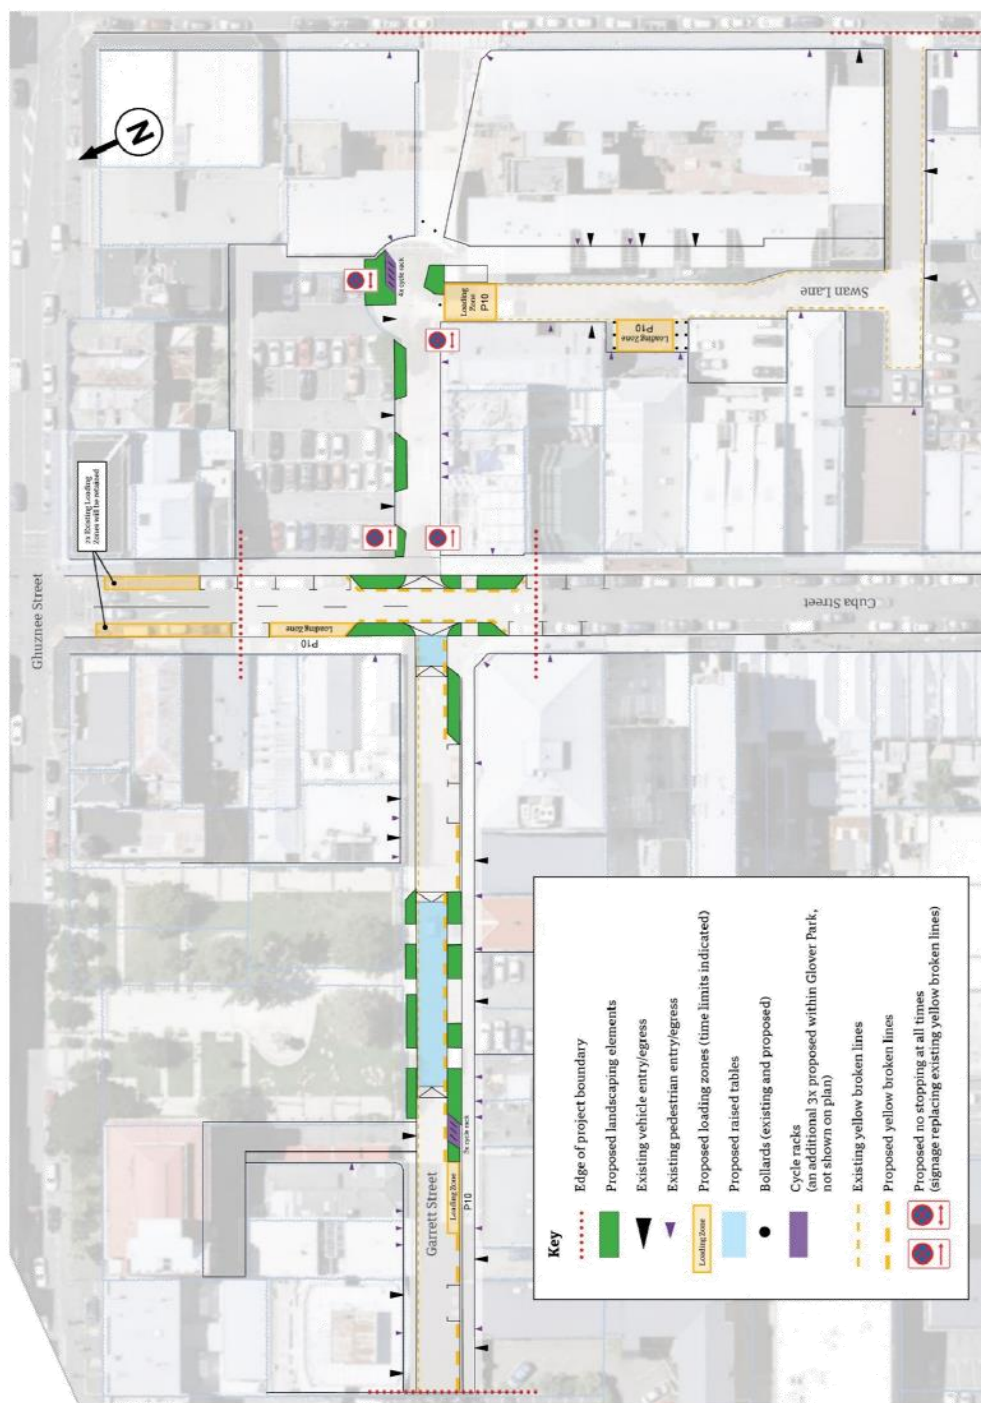 N
Ghuznee Street
2x Existing Loading
Zones will be retained
4x cycle rack
Loading
Zone
P10
Loading Zone
P10
Swan Lane
Cuba Street
Loading Zone
P10
Garrett Street
3x cycle rack
Loading Zone
P10
Key
Edge of project boundary
Proposed landscaping elements
Existing vehicle entry/egress
Existing pedestrian entry/egress
Loading Zone
Proposed loading zones (time limits indicated)
Proposed raised tables
Bollards (existing and proposed)
Cycle racks
(an additional 3x proposed within Glover Park,
not shown on plan)
Existing yellow broken lines
Proposed yellow broken lines
Proposed no stopping at all times
(signage replacing existing yellow broken lines)